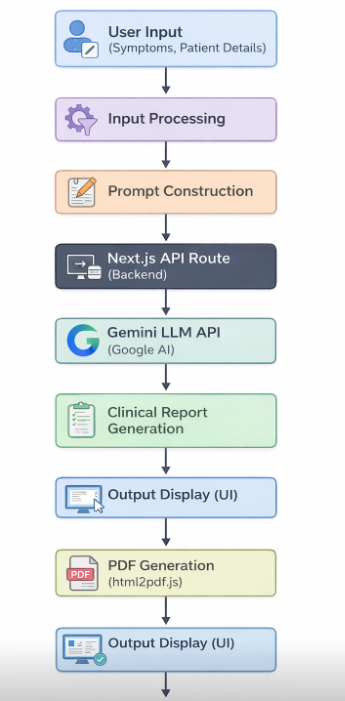 User Input
(Symptoms, Patient Details)
Input Processing
Prompt Construction
Next.js API Route
(Backend)
Gemini LLM API
(Google AI)
Clinical Report
Generation
Output Display (UI)
PDF
PDF Generation
(html2pdf.js)
Output Display (UI)